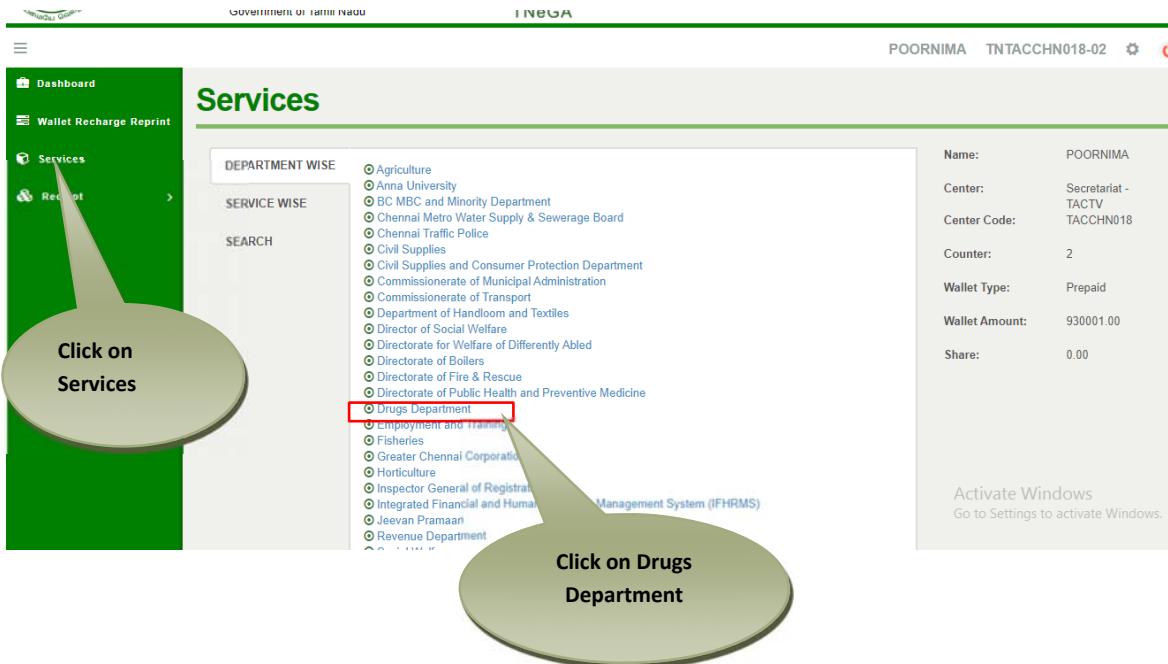 Government of Tamil Nadu
TNeGA
POORNIMA TNTACCHN018-02
Dashboard
Wallet Recharge Reprint
Services
Receipt
Services
DEPARTMENT WISE
SERVICE WISE
SEARCH
Agriculture
Anna University
BC MBC and Minority Department
Chennai Metro Water Supply & Sewerage Board
Chennai Traffic Police
Civil Supplies
Civil Supplies and Consumer Protection Department
Commissionerate of Municipal Administration
Commissionerate of Transport
Department of Handloom and Textiles
Director of Social Welfare
Directorate for Welfare of Differently Abled
Directorate of Boilers
Directorate of Fire & Rescue
Directorate of Public Health and Preventive Medicine
Drugs Department
Employment and Training
Fisheries
Greater Chennai Corporation
Horticulture
Inspector General of
Integrated Financial and Human Management System (IFHRMS)
Jeevan Pramaan
Revenue Department
Name: POORNIMA
Center: Secretariat -
TACTV
Center Code: TACCHN018
Counter: 2
Wallet Type: Prepaid
Wallet Amount: 930001.00
Share: 0.00
Click on
Services
Click on Drugs
Department
Activate Windows
Go to Settings to activate Windows.